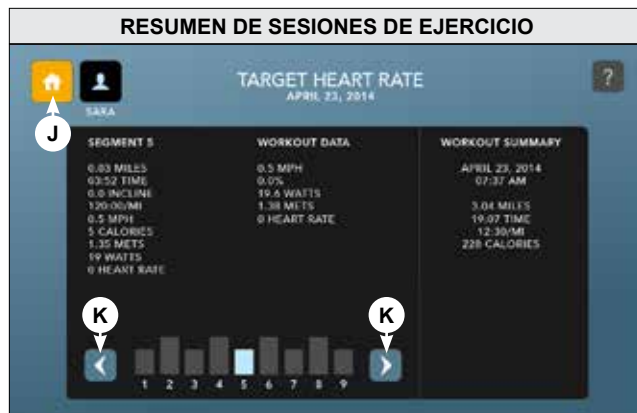 RESUMEN DE SESIONES DE EJERCICIO
TARGET HEART RATE
APRIL 23, 2014
?
SARA
J
SEGMENT 5
0.03 MILES
03:52 TIME
0.0 INCLINE
120:00/MI
0.5 MPH
5 CALORIES
1.35 METS
19 WATTS
0 HEART RATE
WORKOUT DATA
0.5 MPH
0.0%
19.6 WATTS
1.38 METS
0 HEART RATE
WORKOUT SUMMARY
APRIL 23, 2014
07:37 AM
3.04 MILES
19.07 TIME
12:30/MI
228 CALORIES
K
K
1 2 3 4 5 6 7 8 9